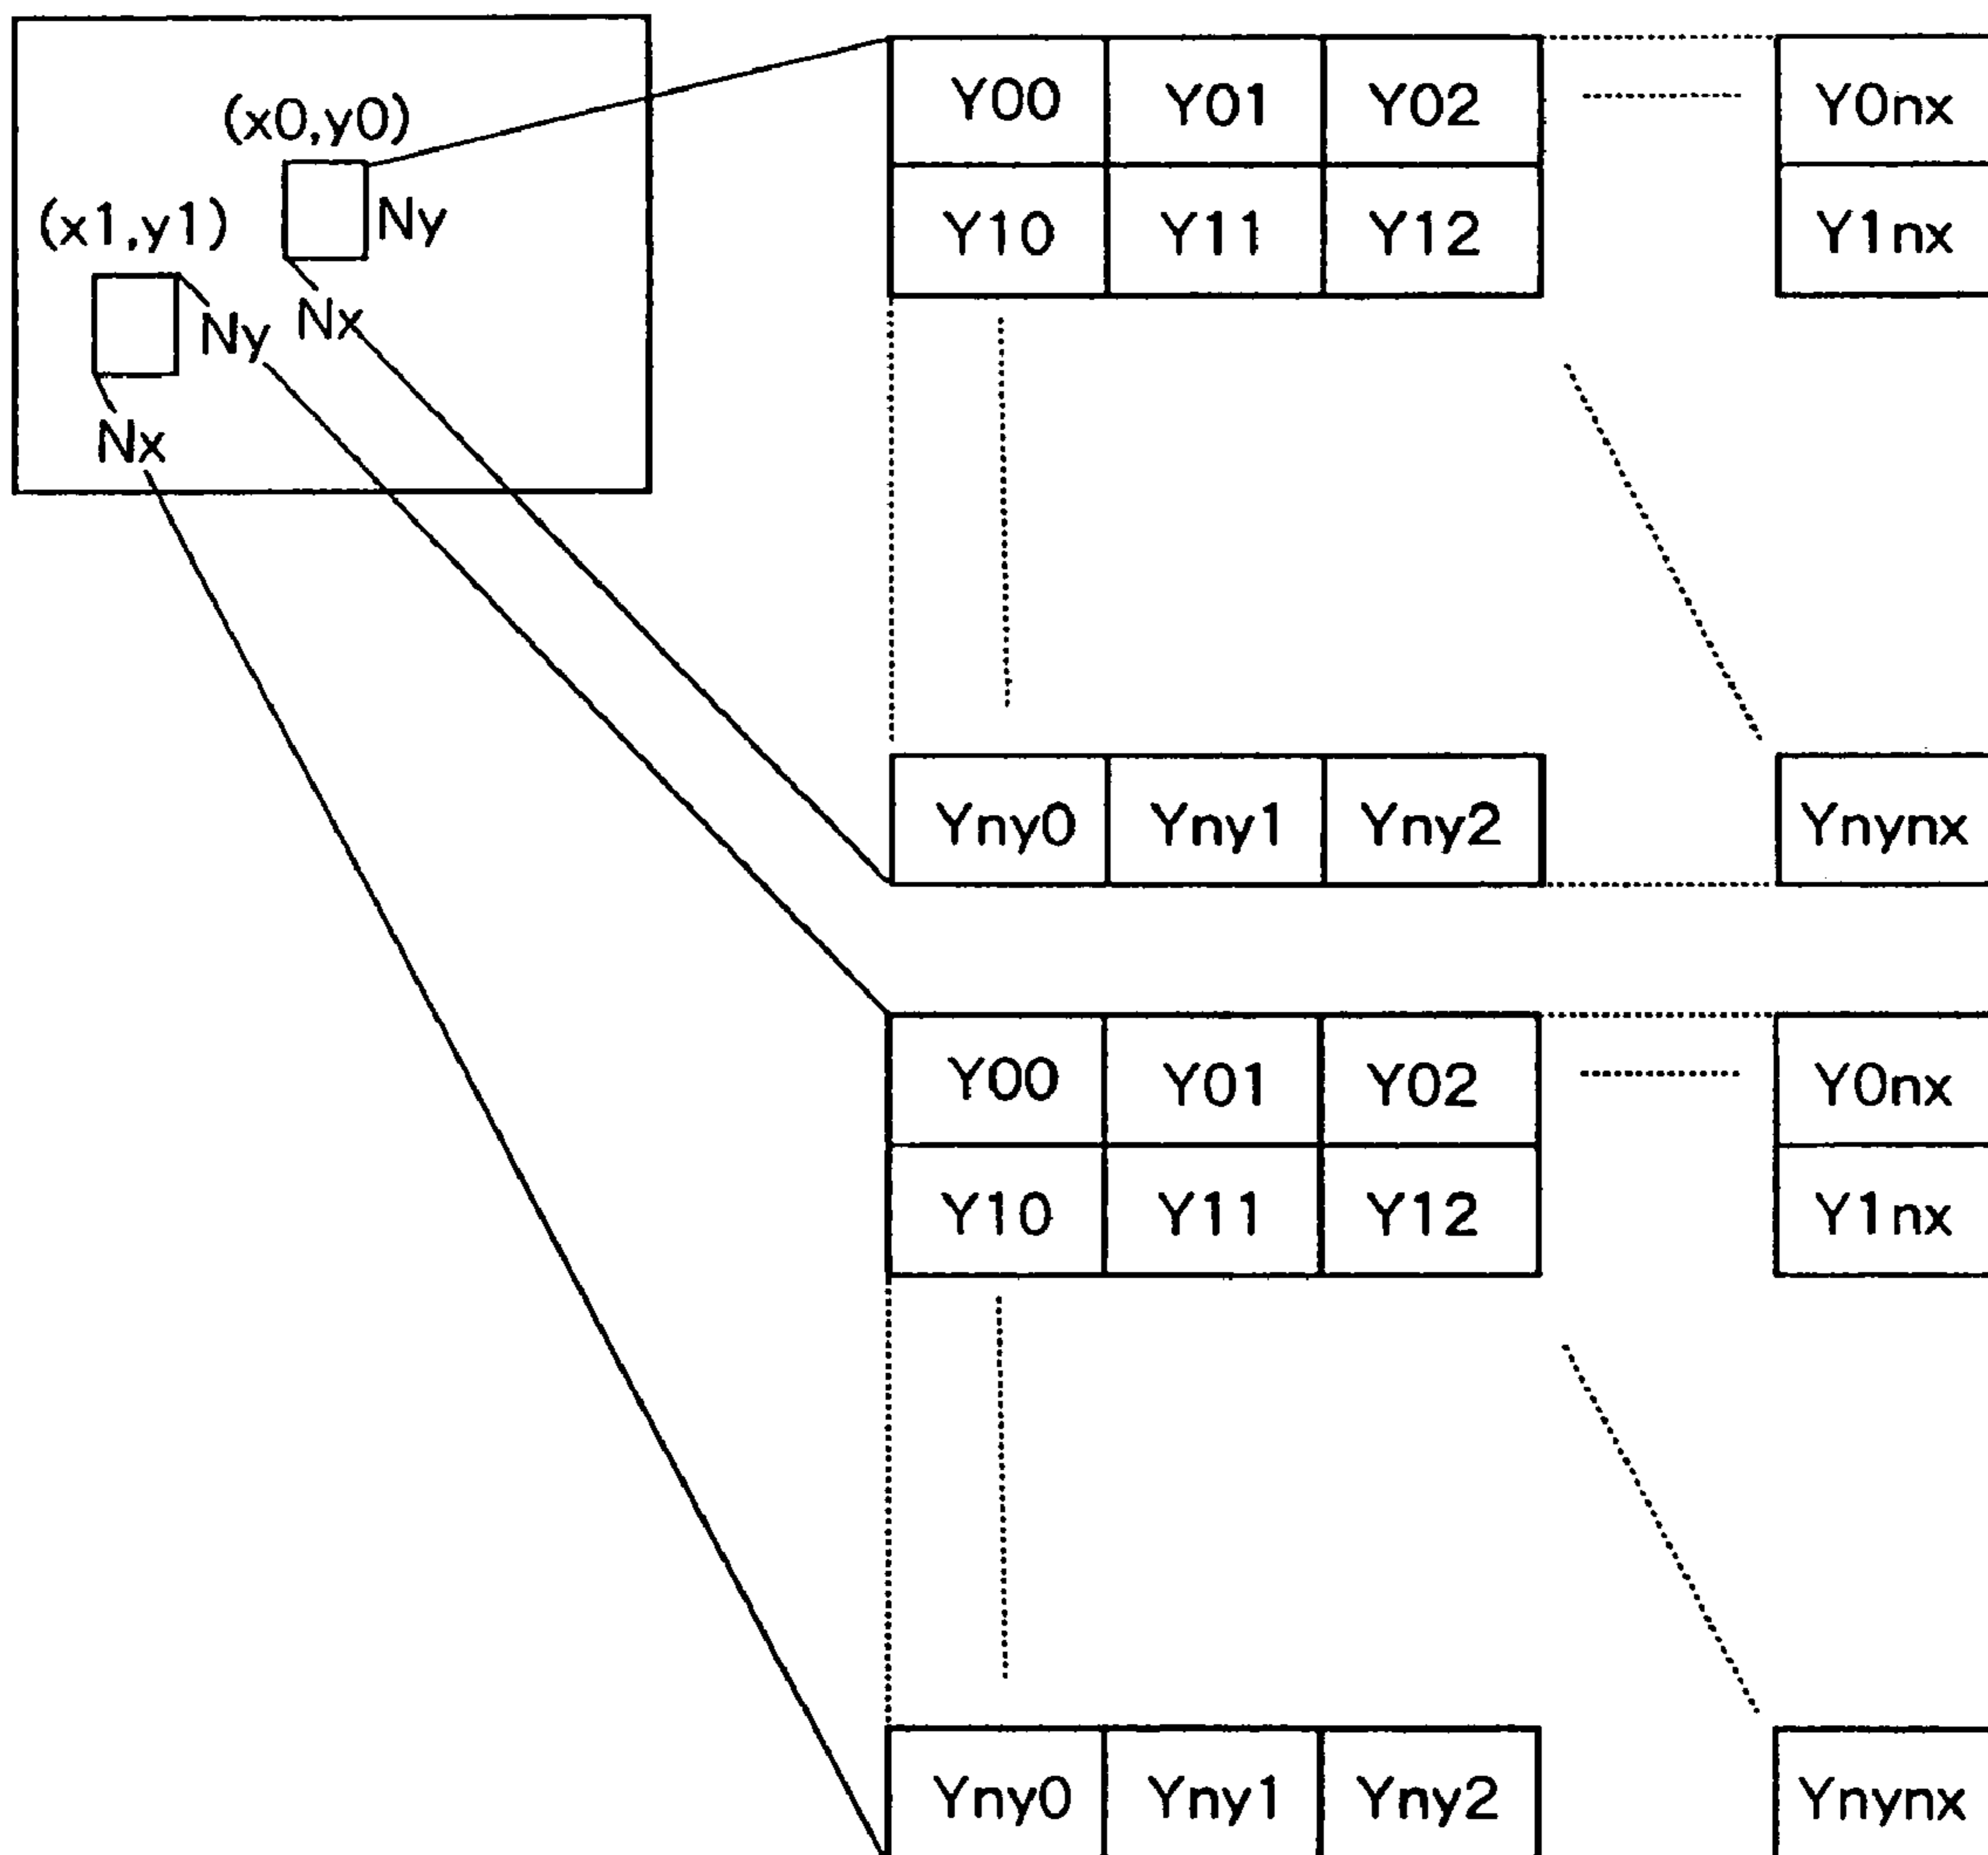 (x0,y0)
Ny
Nx
(x1,y1)
Ny
Nx
Y00 Y01 Y02 Y0nx
Y10 Y11 Y12 Y1nx
Yny0 Yny1 Yny2 Ynynx
Y00 Y01 Y02 Y0nx
Y10 Y11 Y12 Y1nx
Yny0 Yny1 Yny2 Ynynx